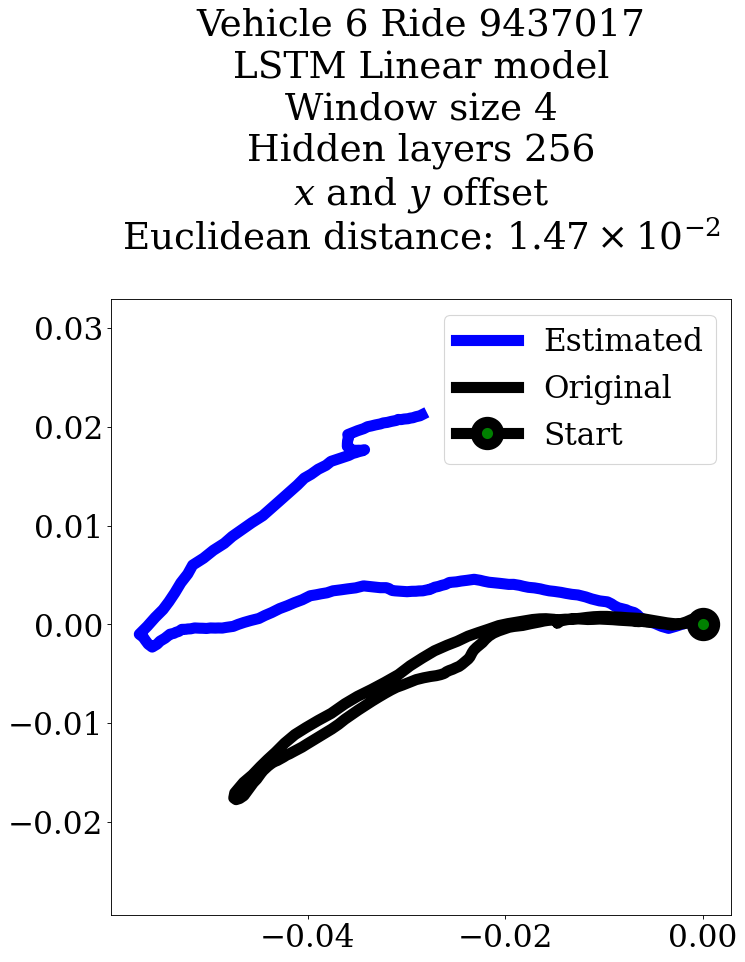 Vehicle 6 Ride 9437017
LSTM Linear model
Window size 4
Hidden layers 256
x and y offset
Euclidean distance: 1.47 × 10⁻²
Estimated
Original
Start
0.03
0.02
0.01
0.00
−0.01
−0.02
−0.04 −0.02 0.00